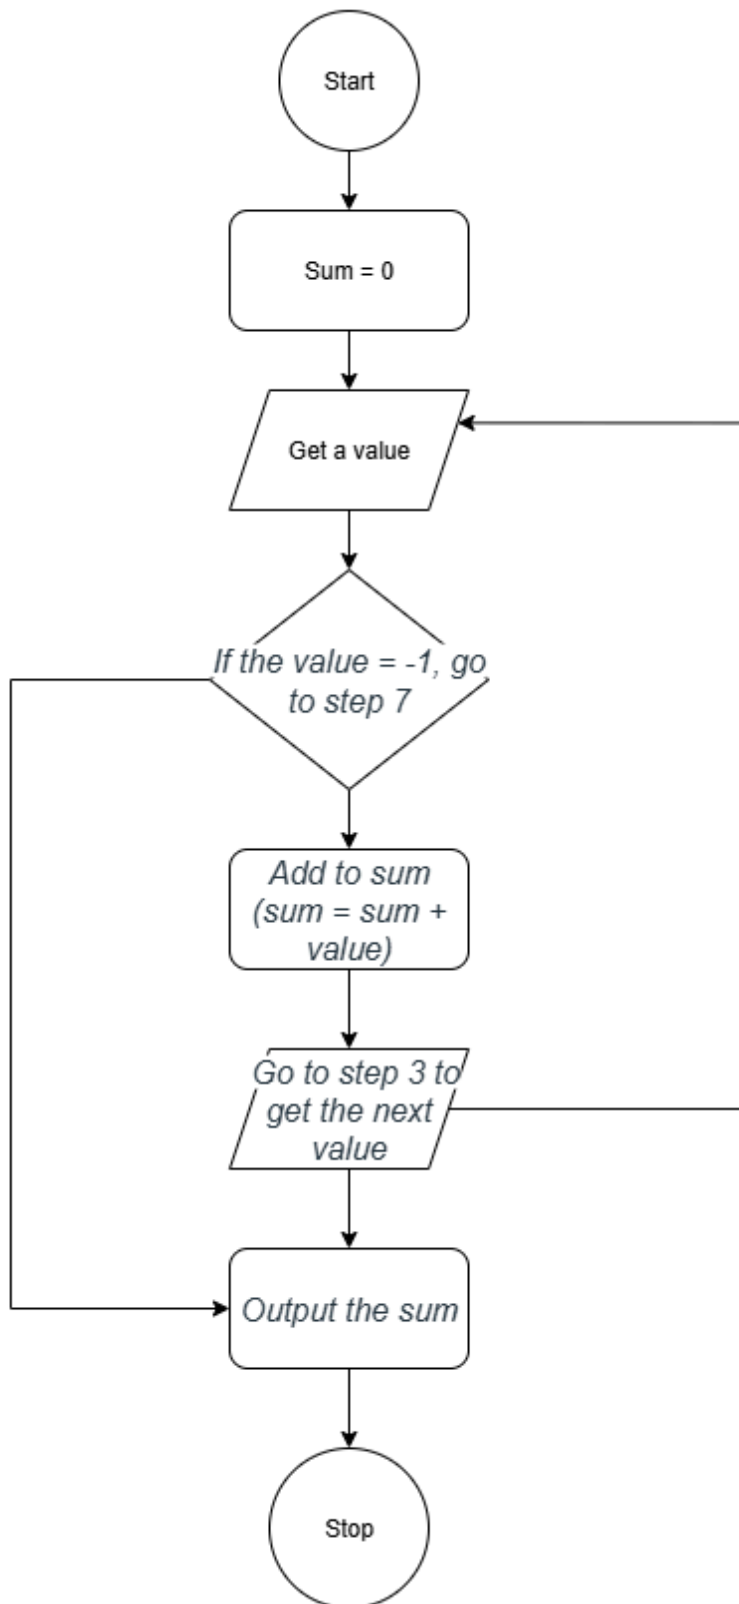 Start
Sum = 0
Get a value
If the value = -1, go
to step 7
Add to sum
(sum = sum +
value)
Go to step 3 to
get the next
value
Output the sum
Stop